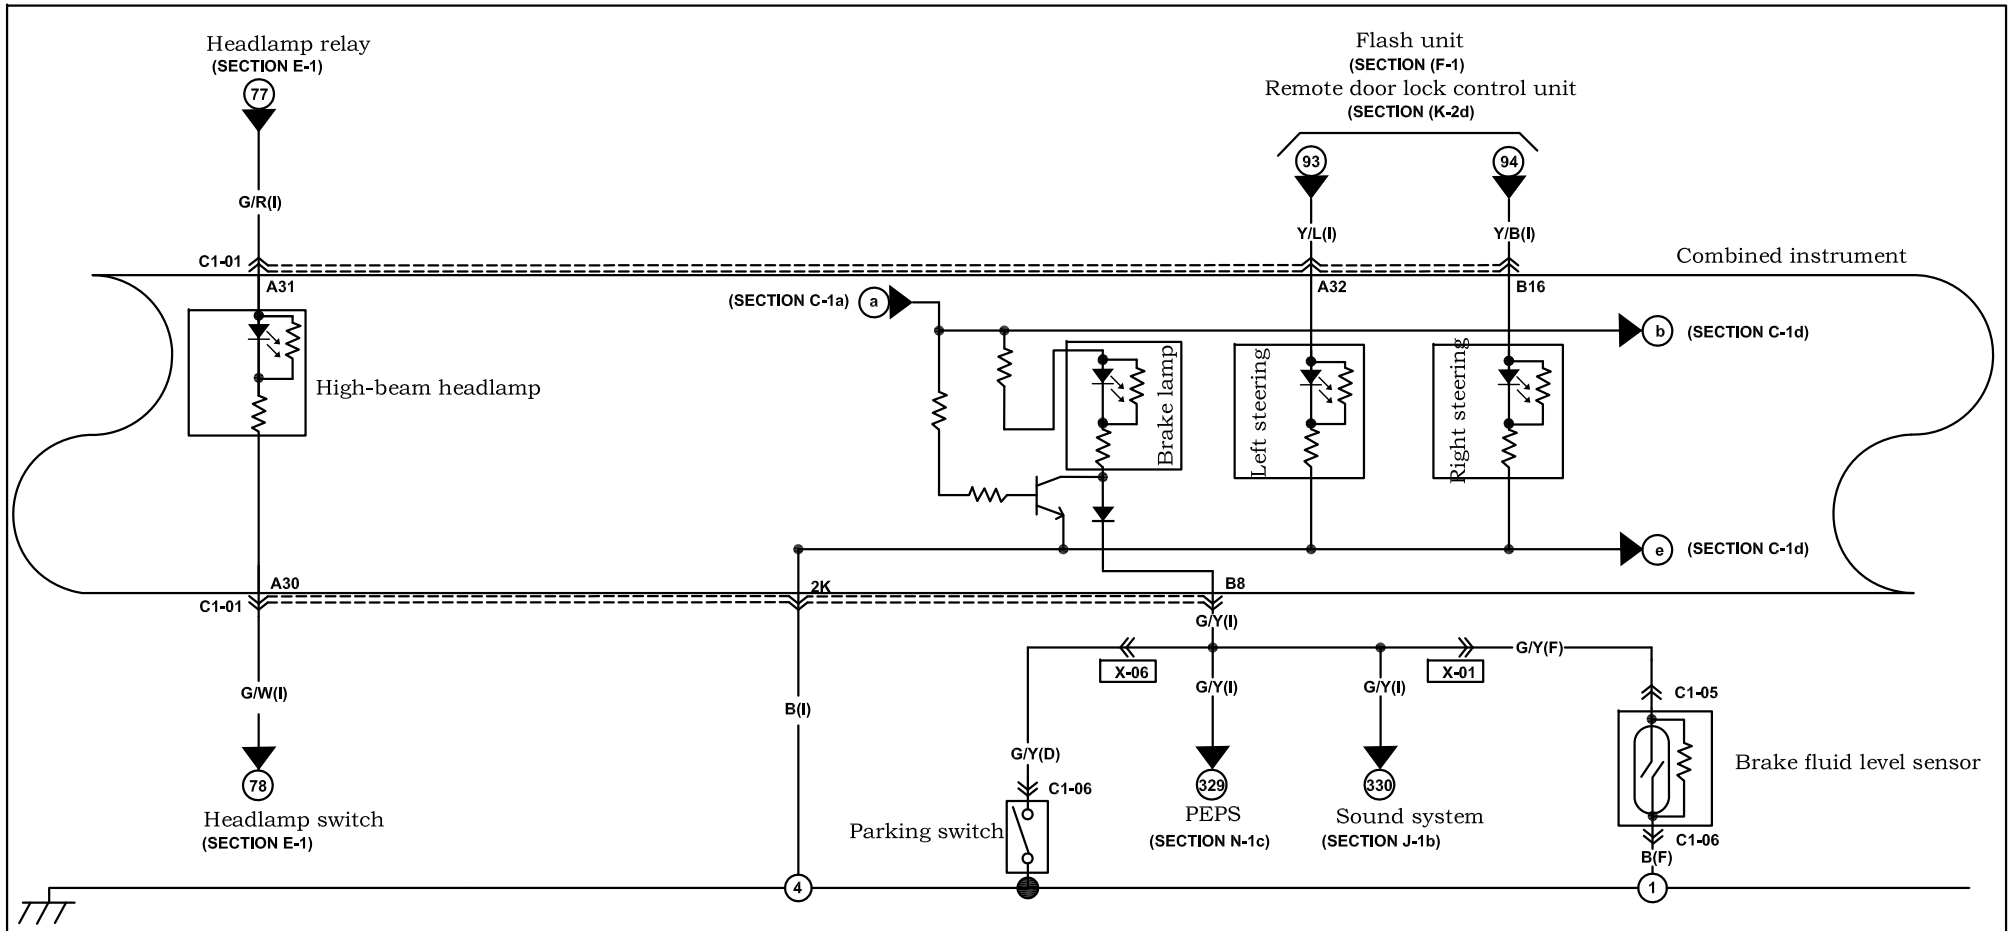 Headlamp relay
(SECTION E-1)
77
G/R(I)
C1-01
A31
High-beam headlamp
Flash unit
(SECTION (F-1)
Remote door lock control unit
(SECTION (K-2d)
93
94
Y/L(I)
Y/B(I)
Combined instrument
A32
B16
(SECTION C-1a)
a
b
(SECTION C-1d)
Brake lamp
Left steering
Right steering
e
(SECTION C-1d)
A30
2K
B8
C1-01
G/Y(I)
G/Y(F)
X-06
X-01
G/W(I)
B(I)
G/Y(I)
G/Y(I)
C1-05
G/Y(D)
78
C1-06
329
330
Brake fluid level sensor
Headlamp switch
(SECTION E-1)
Parking switch
PEPS
(SECTION N-1c)
Sound system
(SECTION J-1b)
C1-06
B(F)
4
1